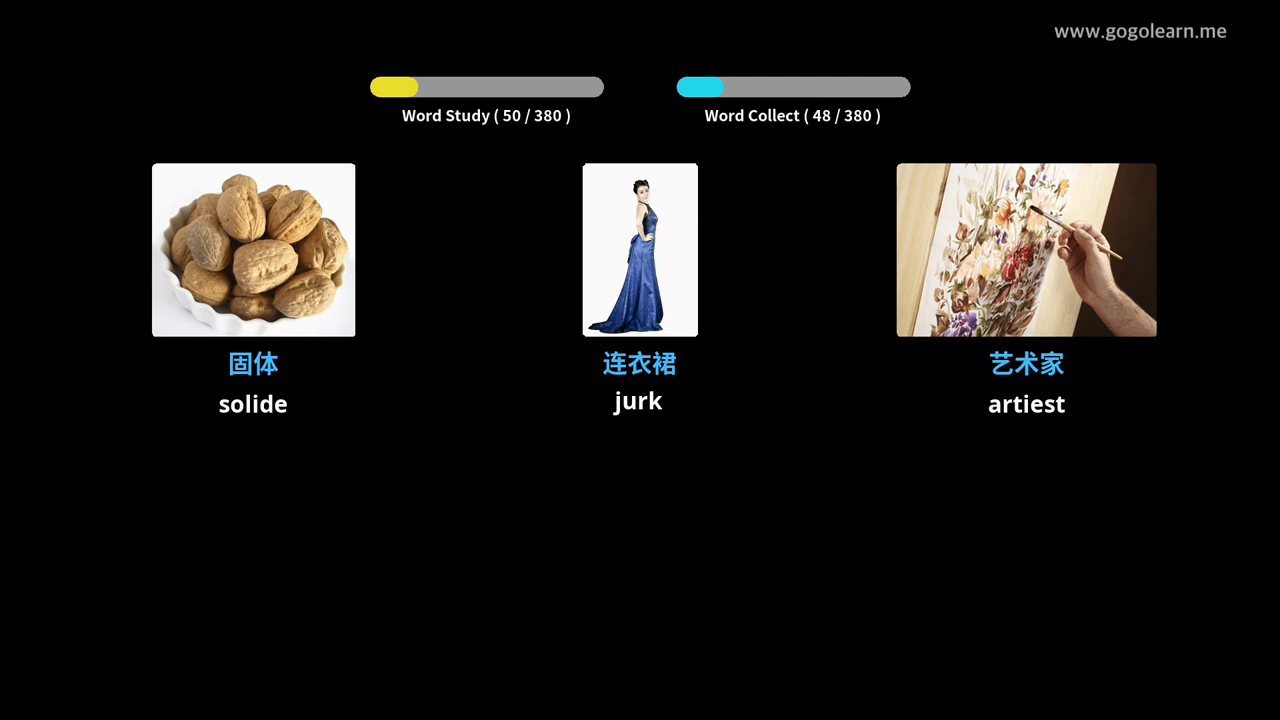 www.gogolearn.me
Word Study ( 50 / 380 )
Word Collect ( 48 / 380 )
固体
连衣裙
艺术家
solide
jurk
artiest